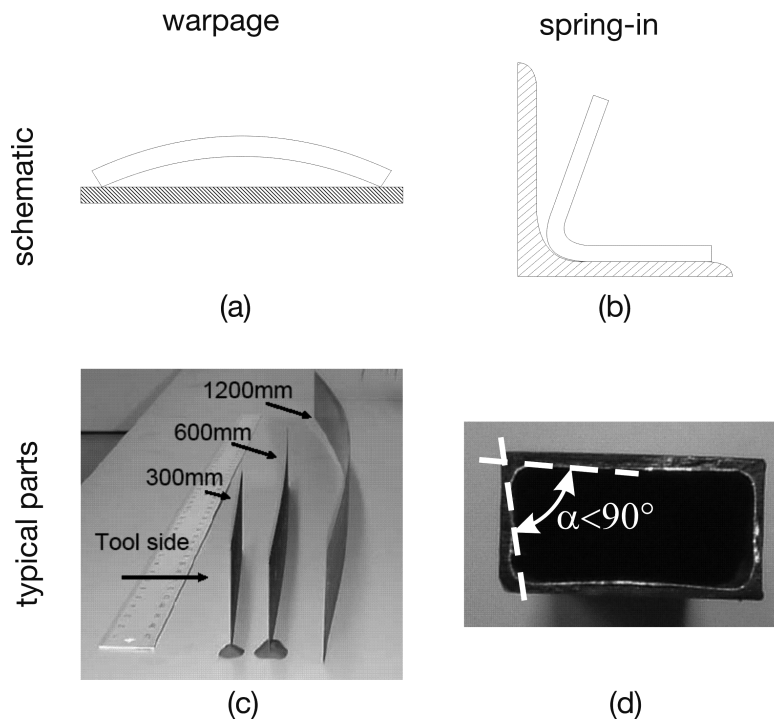 warpage
spring-in
schematic
(a)
(b)
typical parts
1200mm
600mm
300mm
Tool side
α<90°
(c)
(d)